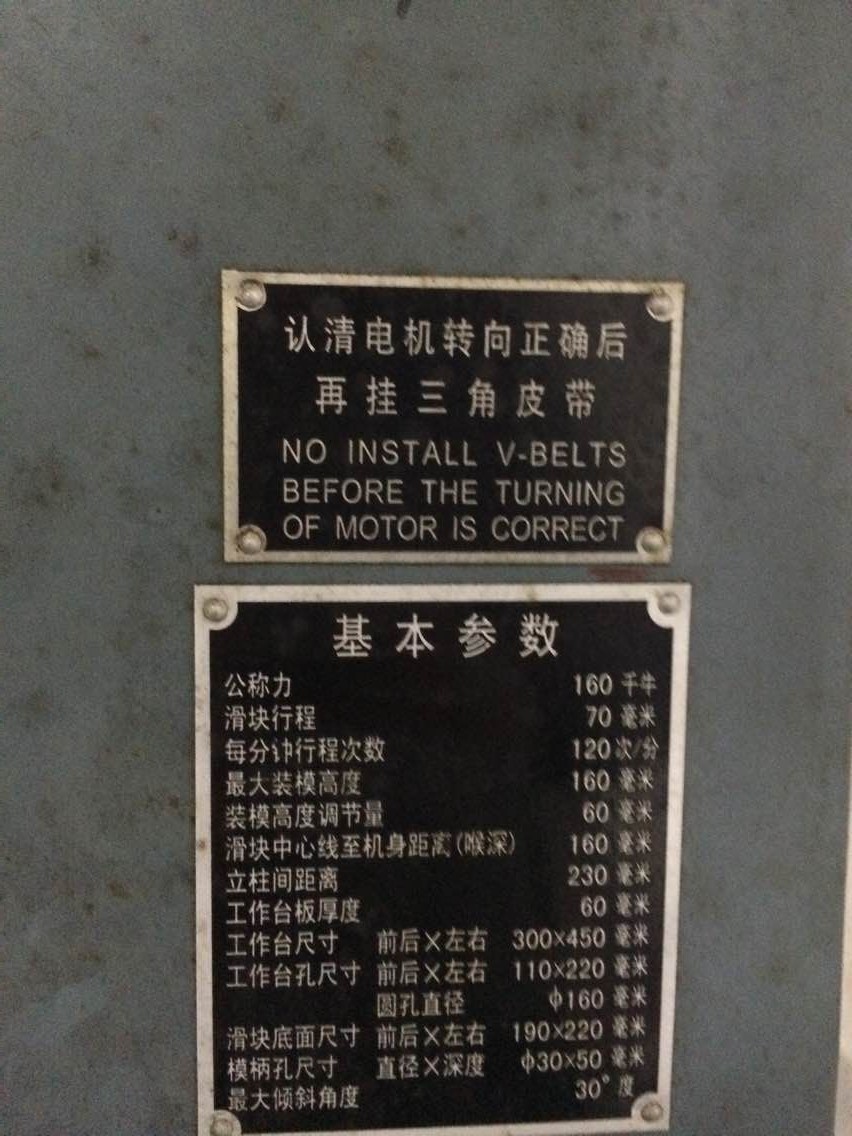 认清电机转向正确后
再挂三角皮带
NO INSTALL V-BELTS
BEFORE THE TURNING
OF MOTOR IS CORRECT
基本参数
公称力 160 千牛
滑块行程 70 毫米
每分钟行程次数 120 次/分
最大装模高度 160 毫米
装模高度调节量 60 毫米
滑块中心线至机身距离(喉深) 160 毫米
立柱间距离 230 毫米
工作台板厚度 60 毫米
工作台尺寸 前后×左右 300×450 毫米
工作台孔尺寸 前后×左右 110×220 毫米
圆孔直径 φ160 毫米
滑块底面尺寸 前后×左右 190×220 毫米
模柄孔尺寸 直径×深度 φ30×50 毫米
最大倾斜角度 30° 度